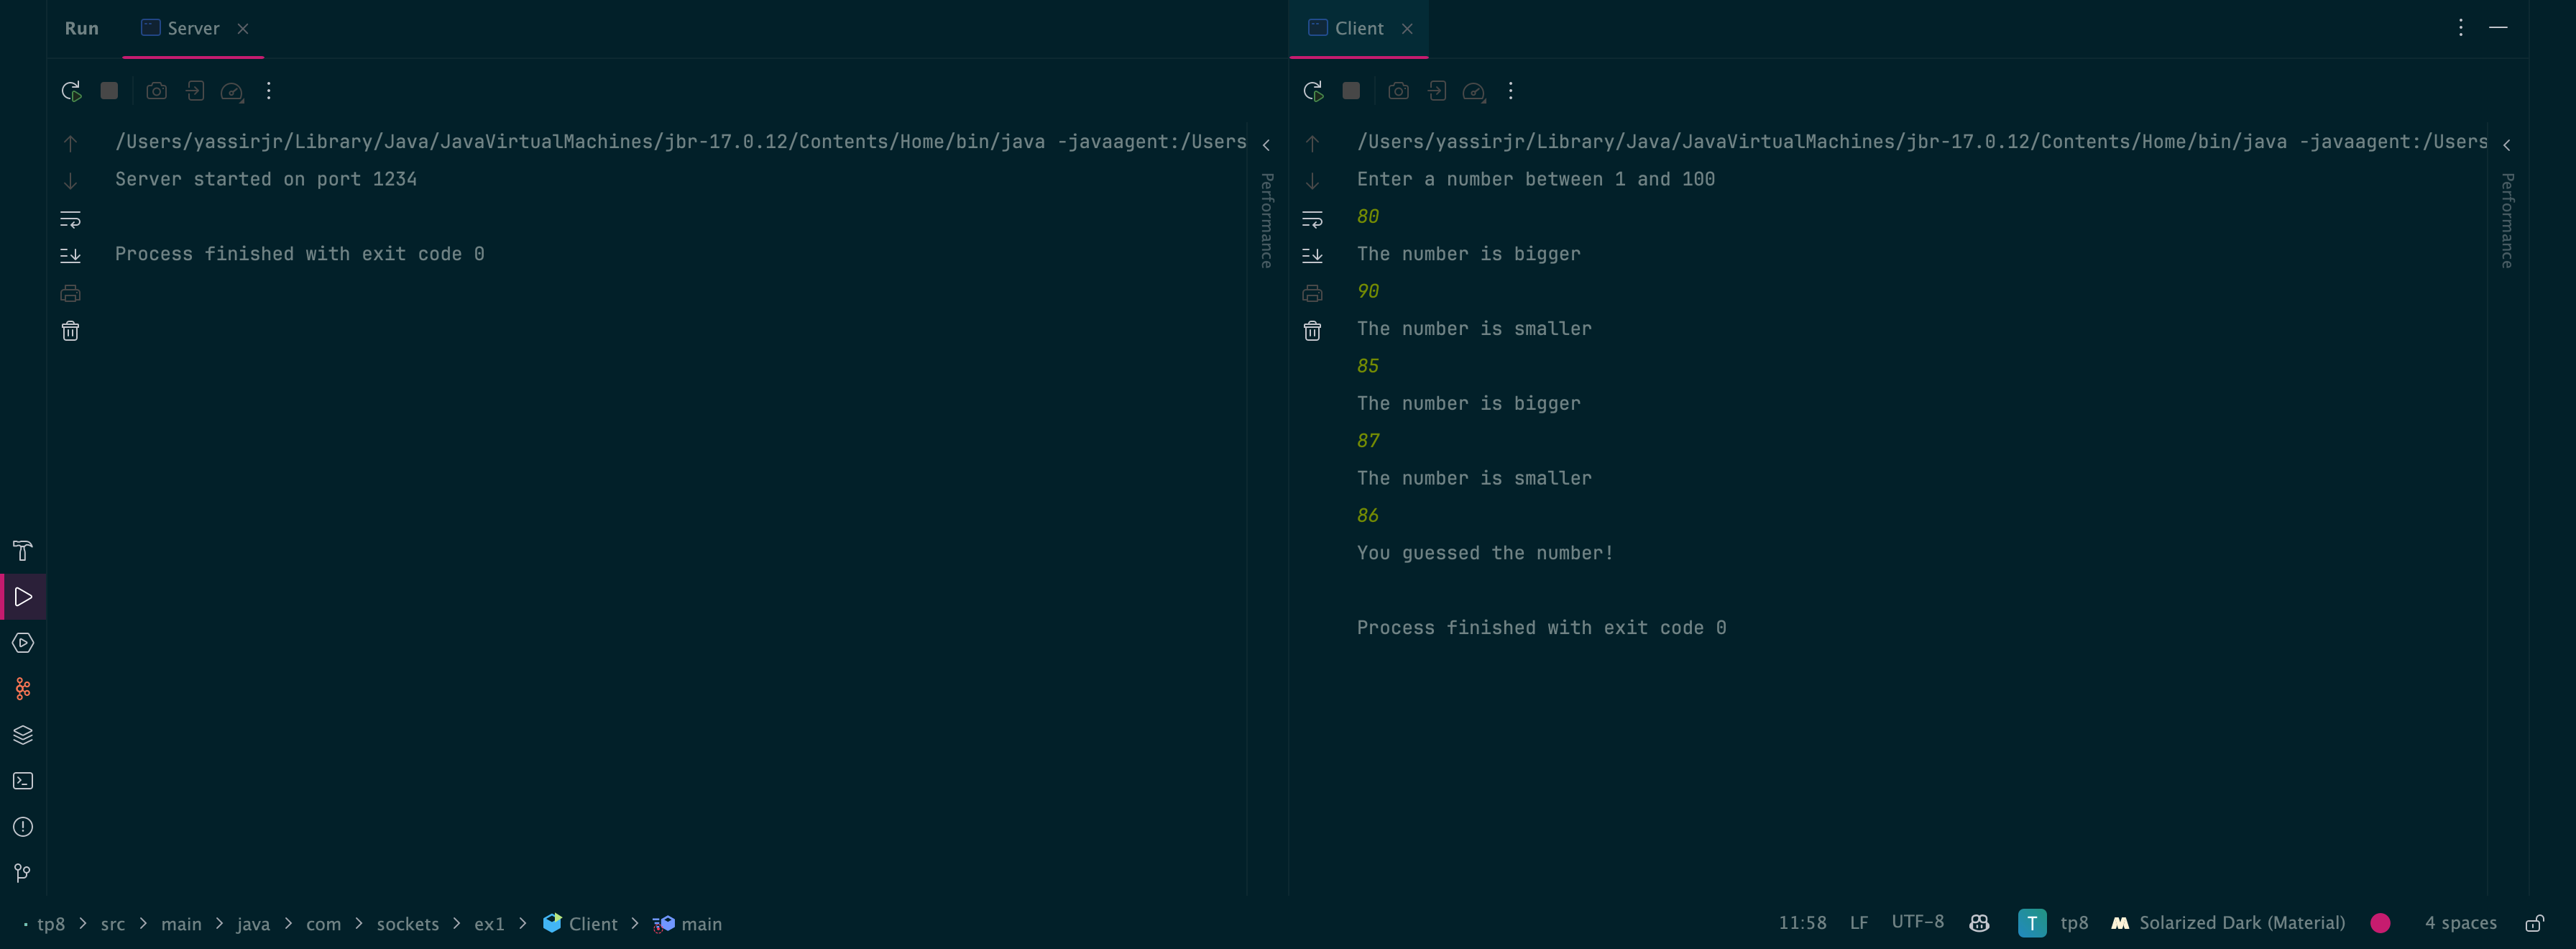 Run Server
/Users/yassirjr/Library/Java/JavaVirtualMachines/jbr-17.0.12/Contents/Home/bin/java -javaagent:/Users
Server started on port 1234
Process finished with exit code 0
Performance
Client
/Users/yassirjr/Library/Java/JavaVirtualMachines/jbr-17.0.12/Contents/Home/bin/java -javaagent:/Users
Enter a number between 1 and 100
80
The number is bigger
90
The number is smaller
85
The number is bigger
87
The number is smaller
86
You guessed the number!
Process finished with exit code 0
Performance
tp8 > src > main > java > com > sockets > ex1 > Client > main
11:58 LF UTF-8 T tp8 Solarized Dark (Material) 4 spaces